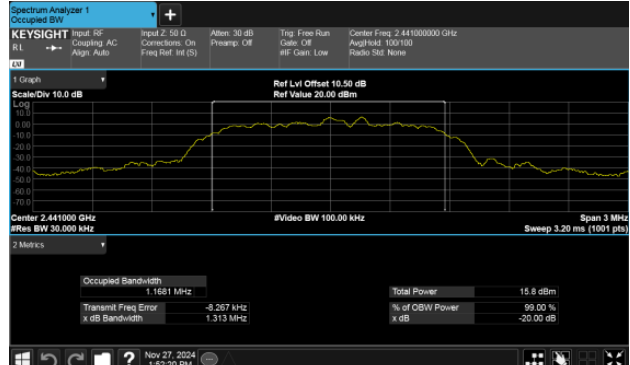 Spectrum Analyzer 1
Occupied BW
KEYSIGHT
RL
Input: RF
Coupling: AC
Align: Auto
Input Z: 50 Ω
Corrections: On
Freq Ref: Int (S)
Atten: 30 dB
Preamp: Off
Trig: Free Run
Gate: Off
#IF Gain: Low
Center Freq: 2.441000000 GHz
Avg|Hold: 100/100
Radio Std: None
LXI
1 Graph
Scale/Div 10.0 dB
Ref Lvl Offset 10.50 dB
Ref Value 20.00 dBm
Log
10.0
0.00
-10.0
-20.0
-30.0
-40.0
-50.0
-60.0
-70.0
Center 2.441000 GHz
#Res BW 30.000 kHz
#Video BW 100.00 kHz
Span 3 MHz
Sweep 3.20 ms (1001 pts)
2 Metrics
Occupied Bandwidth
1.1681 MHz
Total Power 15.8 dBm
Transmit Freq Error -8.267 kHz
x dB Bandwidth 1.313 MHz
% of OBW Power 99.00 %
x dB -20.00 dB
?
Nov 27, 2024
1:52:20 PM